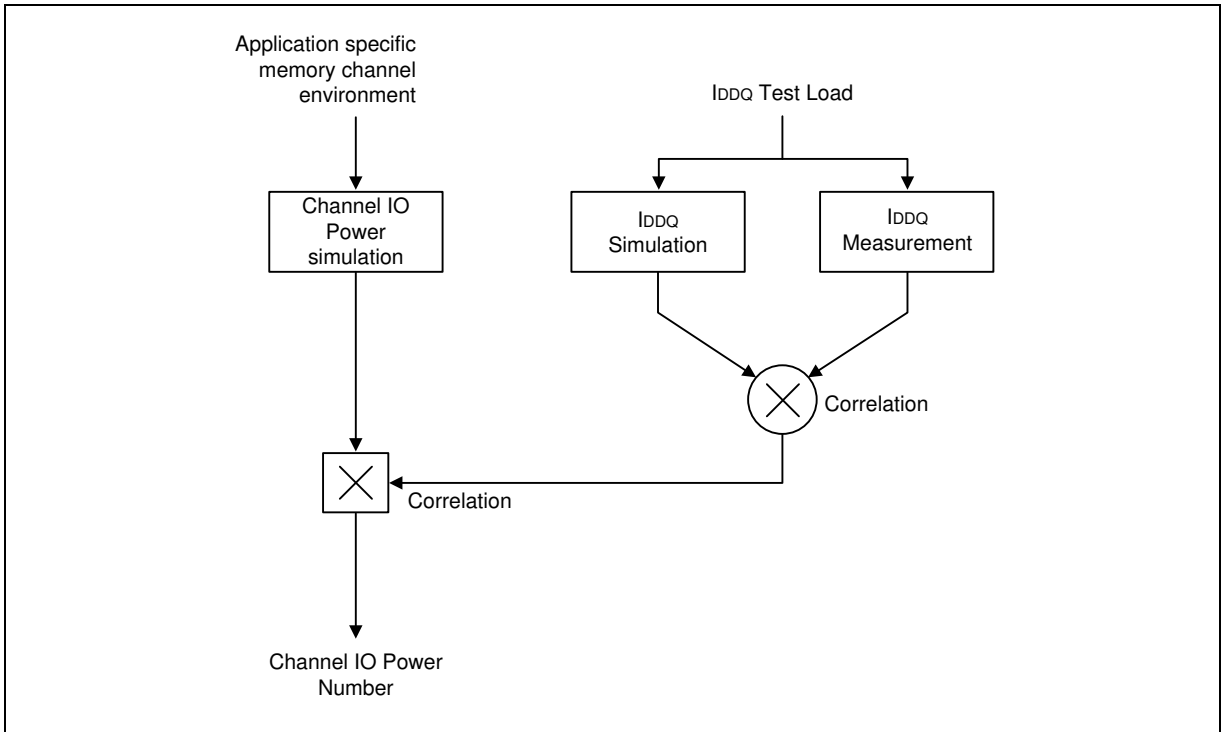 Application specific
memory channel
environment
IDDQ Test Load
Channel IO
Power
simulation
IDDQ
Simulation
IDDQ
Measurement
Correlation
Correlation
Channel IO Power
Number